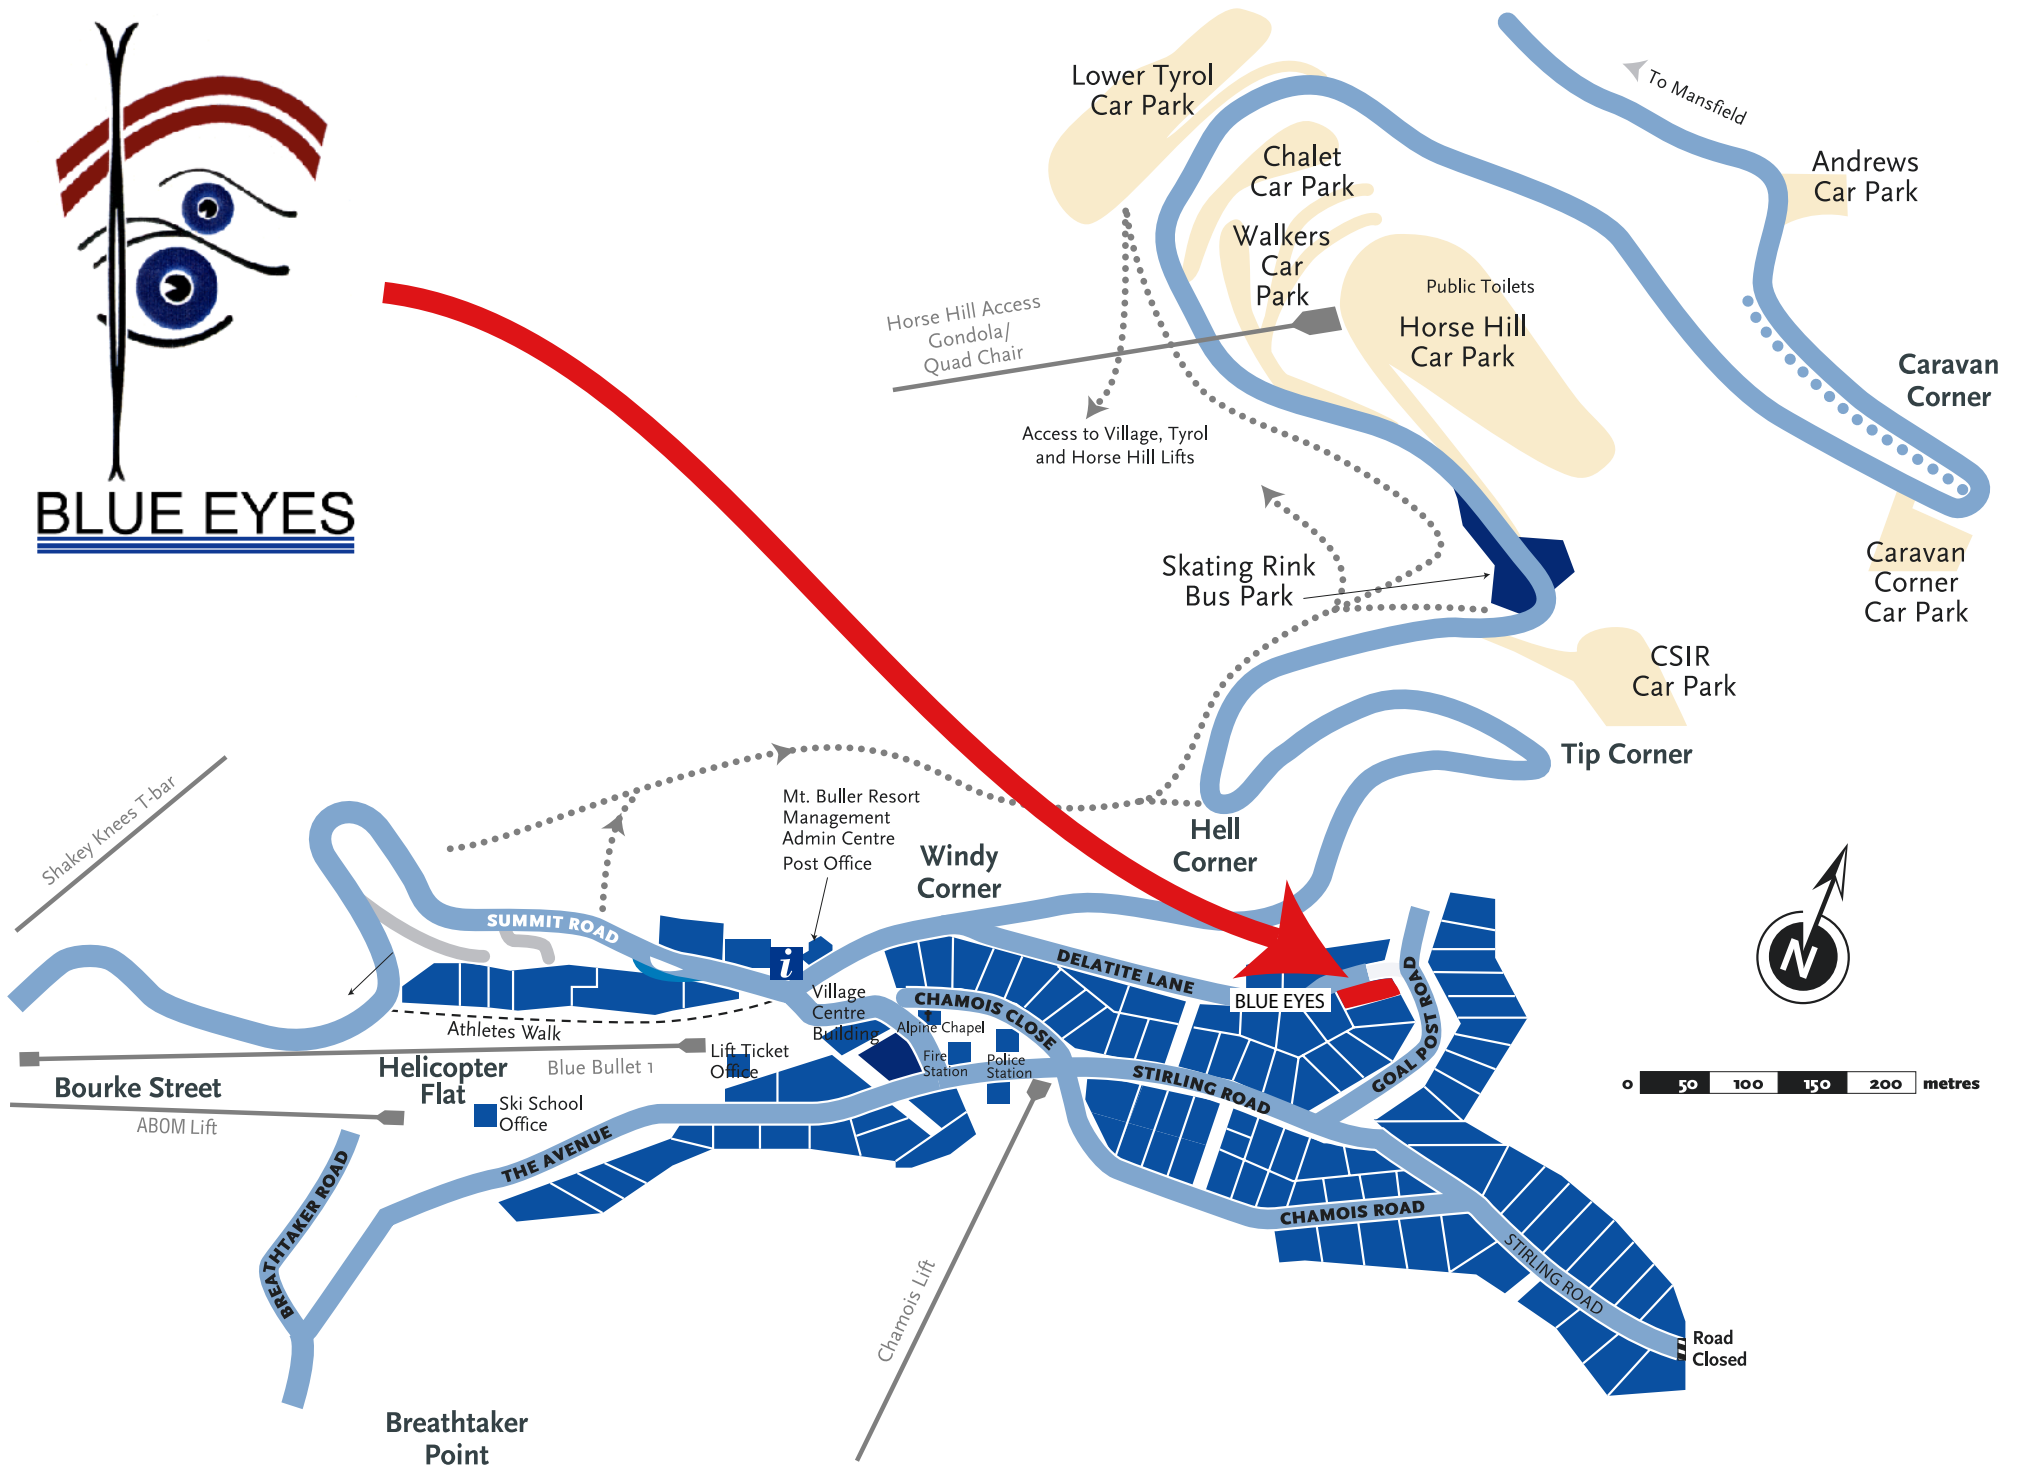 BLUE EYES
Lower Tyrol
Car Park
To Mansfield
Chalet
Car Park
Andrews
Car Park
Walkers
Car
Park
Public Toilets
Horse Hill
Car Park
Horse Hill Access
Gondola/
Quad Chair
Caravan
Corner
Access to Village, Tyrol
and Horse Hill Lifts
Skating Rink
Bus Park
Caravan
Corner
Car Park
CSIR
Car Park
Tip Corner
Shakey Knees T-bar
Mt. Buller Resort
Management
Admin Centre
Post Office
Hell
Corner
Windy
Corner
SUMMIT ROAD
i
DELATITE LANE
BLUE EYES
GOAL POST ROAD
N
Village
Centre
Building
CHAMOIS CLOSE
Alpine Chapel
Athletes Walk
Fire
Station
Police
Station
Lift Ticket
Office
Blue Bullet 1
Helicopter
Flat
Bourke Street
ABOM Lift
Ski School
Office
STIRLING ROAD
0 50 100 150 200 metres
THE AVENUE
BREATHTAKER ROAD
CHAMOIS ROAD
STIRLING ROAD
Chamois Lift
Road
Closed
Breathtaker
Point